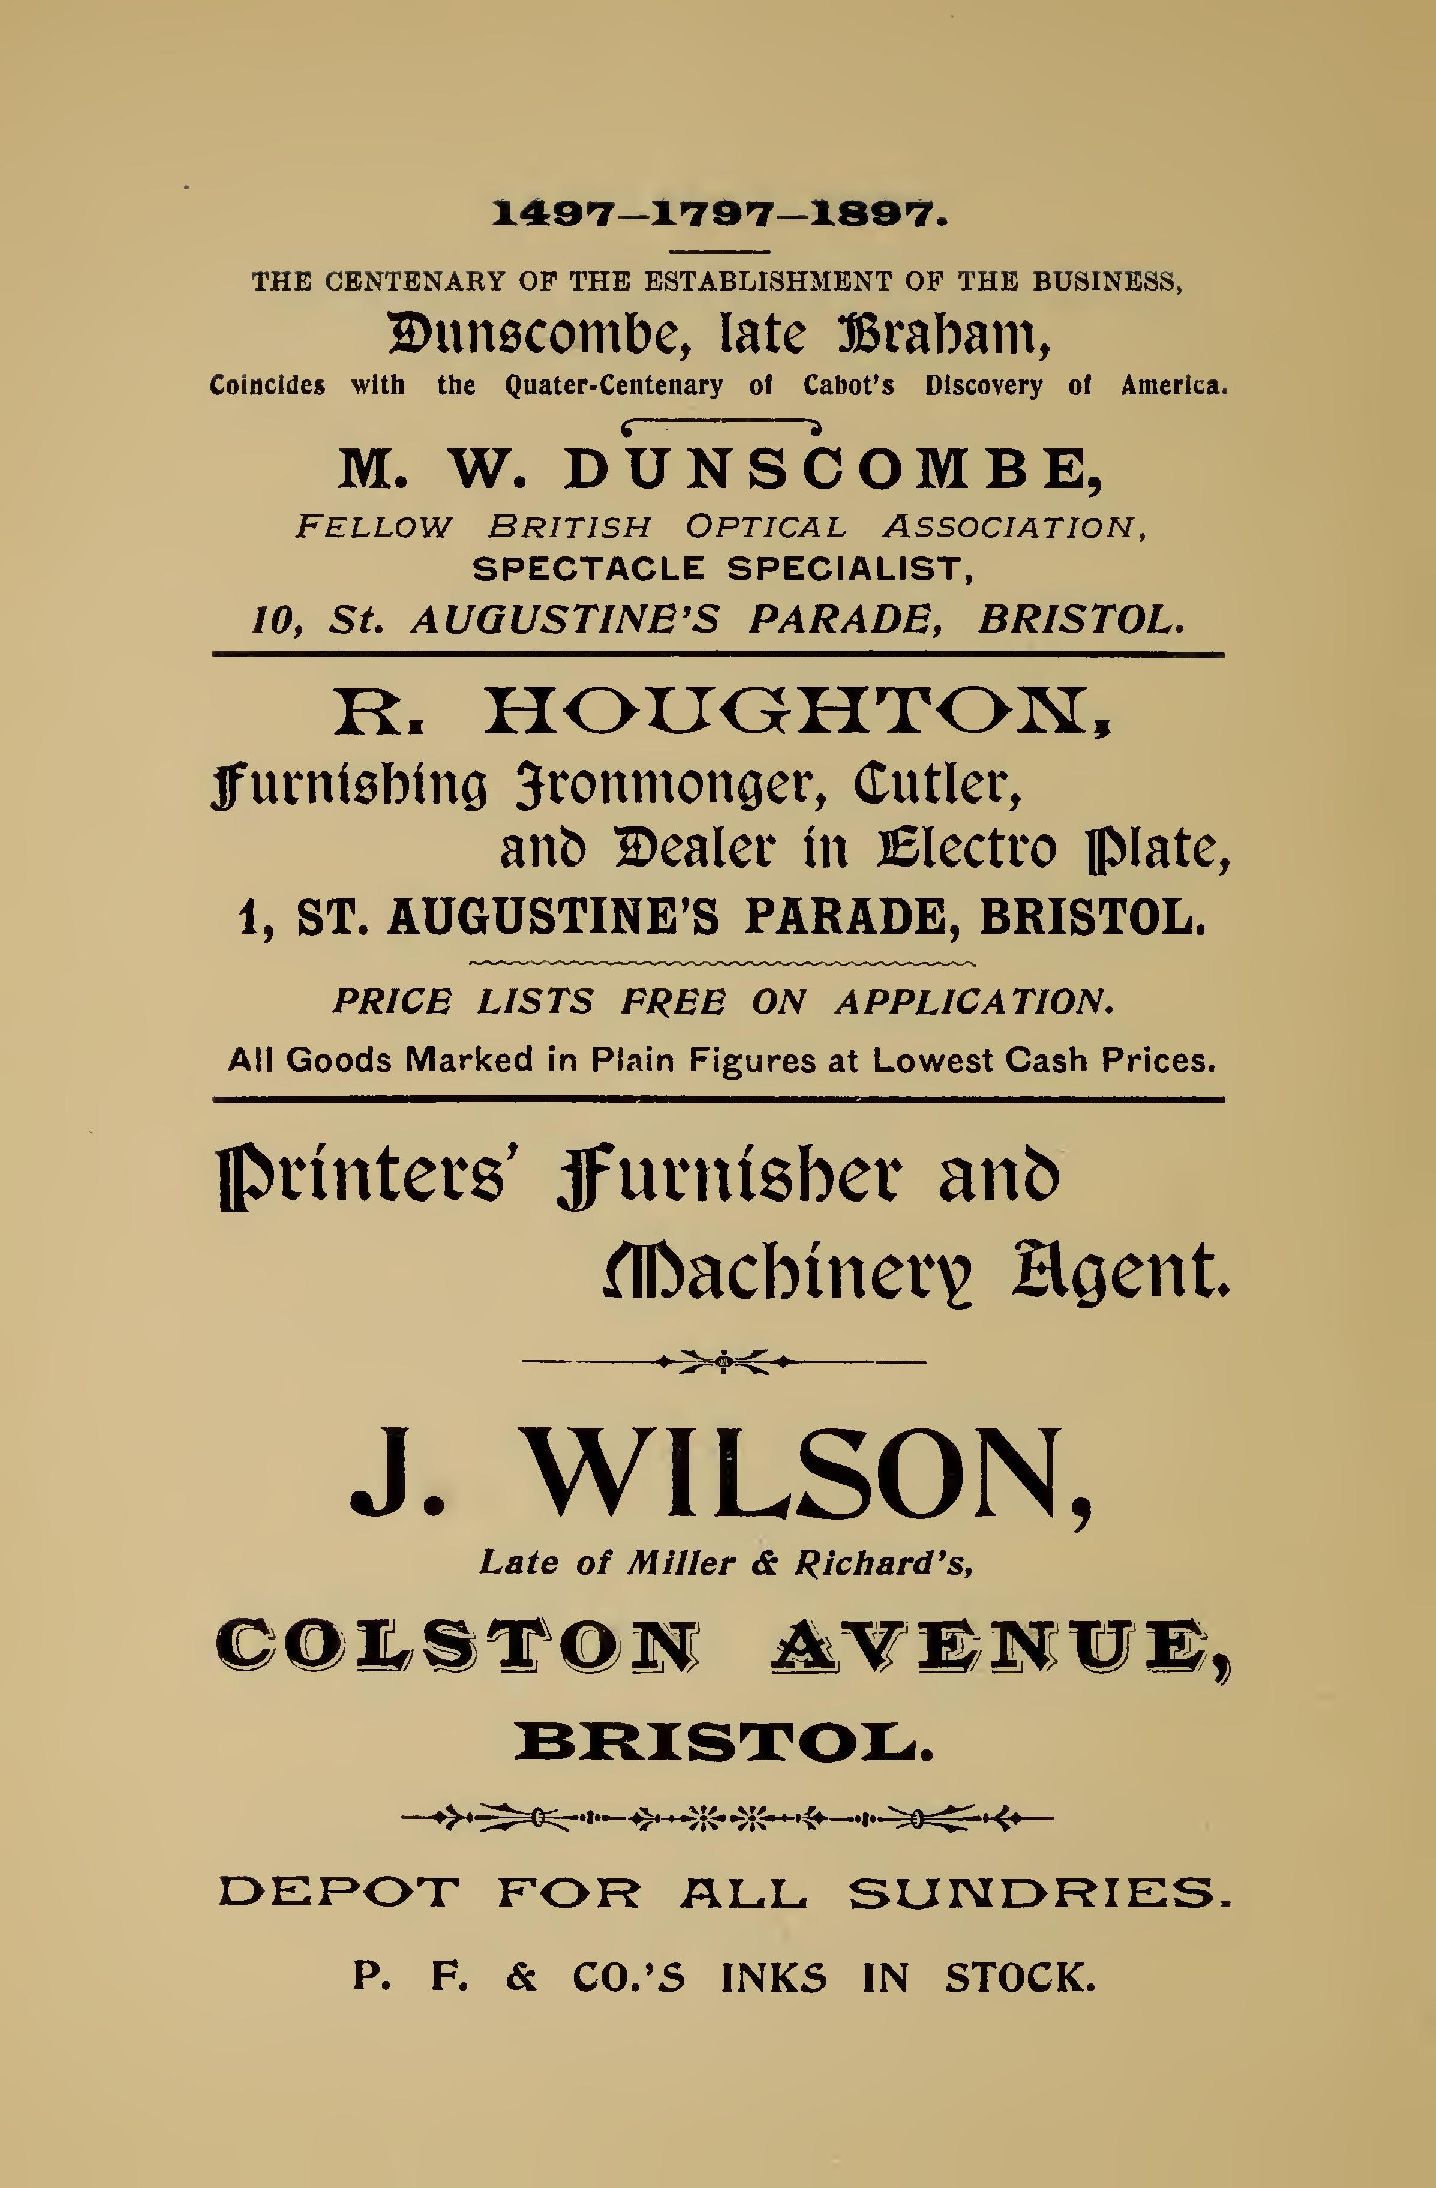 1497–1797–1897.
THE CENTENARY OF THE ESTABLISHMENT OF THE BUSINESS,
Dunscombe, late Braham,
Coincides with the Quater-Centenary of Cabot's Discovery of America.
M. W. DUNSCOMBE,
FELLOW BRITISH OPTICAL ASSOCIATION,
SPECTACLE SPECIALIST,
10, St. AUGUSTINE'S PARADE, BRISTOL.
R. HOUGHTON,
Furnishing Ironmonger, Cutler,
and Dealer in Electro Plate,
1, ST. AUGUSTINE'S PARADE, BRISTOL.
PRICE LISTS FREE ON APPLICATION.
All Goods Marked in Plain Figures at Lowest Cash Prices.
Printers' Furnisher and
Machinery Agent.
J. WILSON,
Late of Miller & Richard's,
COLSTON AVENUE,
BRISTOL.
DEPOT FOR ALL SUNDRIES.
P. F. & CO.'S INKS IN STOCK.